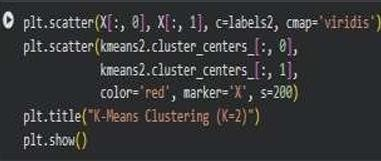 plt.scatter(X[:, 0], X[:, 1], c=labels2, cmap='viridis')
plt.scatter(kmeans2.cluster_centers_[:, 0],
            kmeans2.cluster_centers_[:, 1],
            color='red', marker='X', s=200)
plt.title("K-Means Clustering (K=2)")
plt.show()